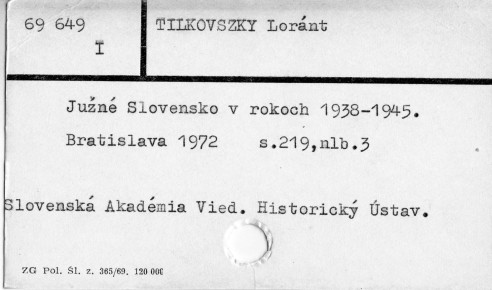 69 649
I
TILKOVSZKY Loránt
Južné Slovensko v rokoch 1938-1945.
Bratislava 1972 s.219,nlb.3
Slovenská Akadémia Vied. Historický Ústav.
ZG Pol. Śl. z. 365/69. 120 000